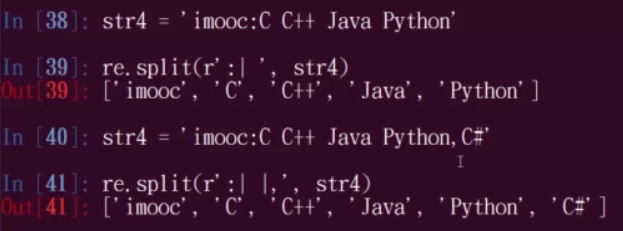 In [38]: str4 = 'imooc:C C++ Java Python'
In [39]: re.split(r':| ', str4)
Out[39]: ['imooc', 'C', 'C++', 'Java', 'Python']
In [40]: str4 = 'imooc:C C++ Java Python,C#'
In [41]: re.split(r':| |,', str4)
Out[41]: ['imooc', 'C', 'C++', 'Java', 'Python', 'C#']